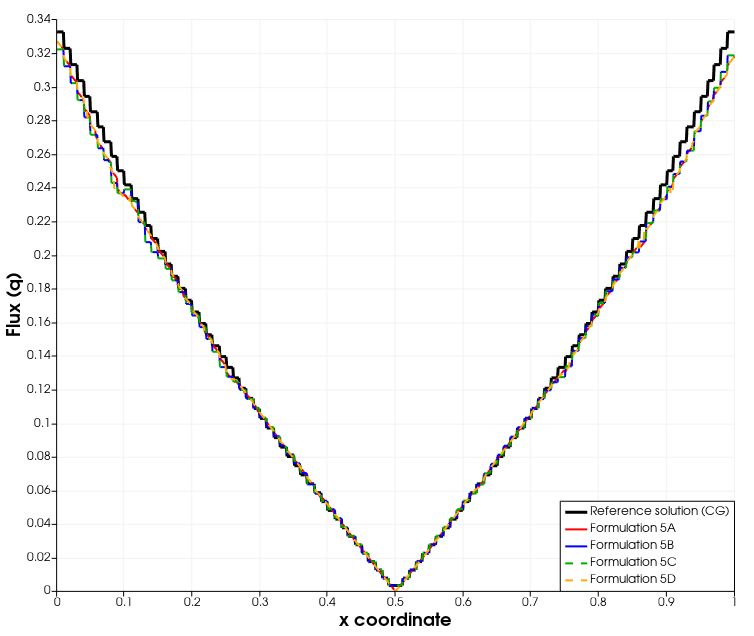 0.34
0.32
0.3
0.28
0.26
0.24
0.22
0.2
0.18
0.16
0.14
0.12
0.1
0.08
0.06
0.04
0.02
0
Flux (q)
Reference solution (CG)
Formulation 5A
Formulation 5B
Formulation 5C
Formulation 5D
0 0.1 0.2 0.3 0.4 0.5 0.6 0.7 0.8 0.9 1
x coordinate